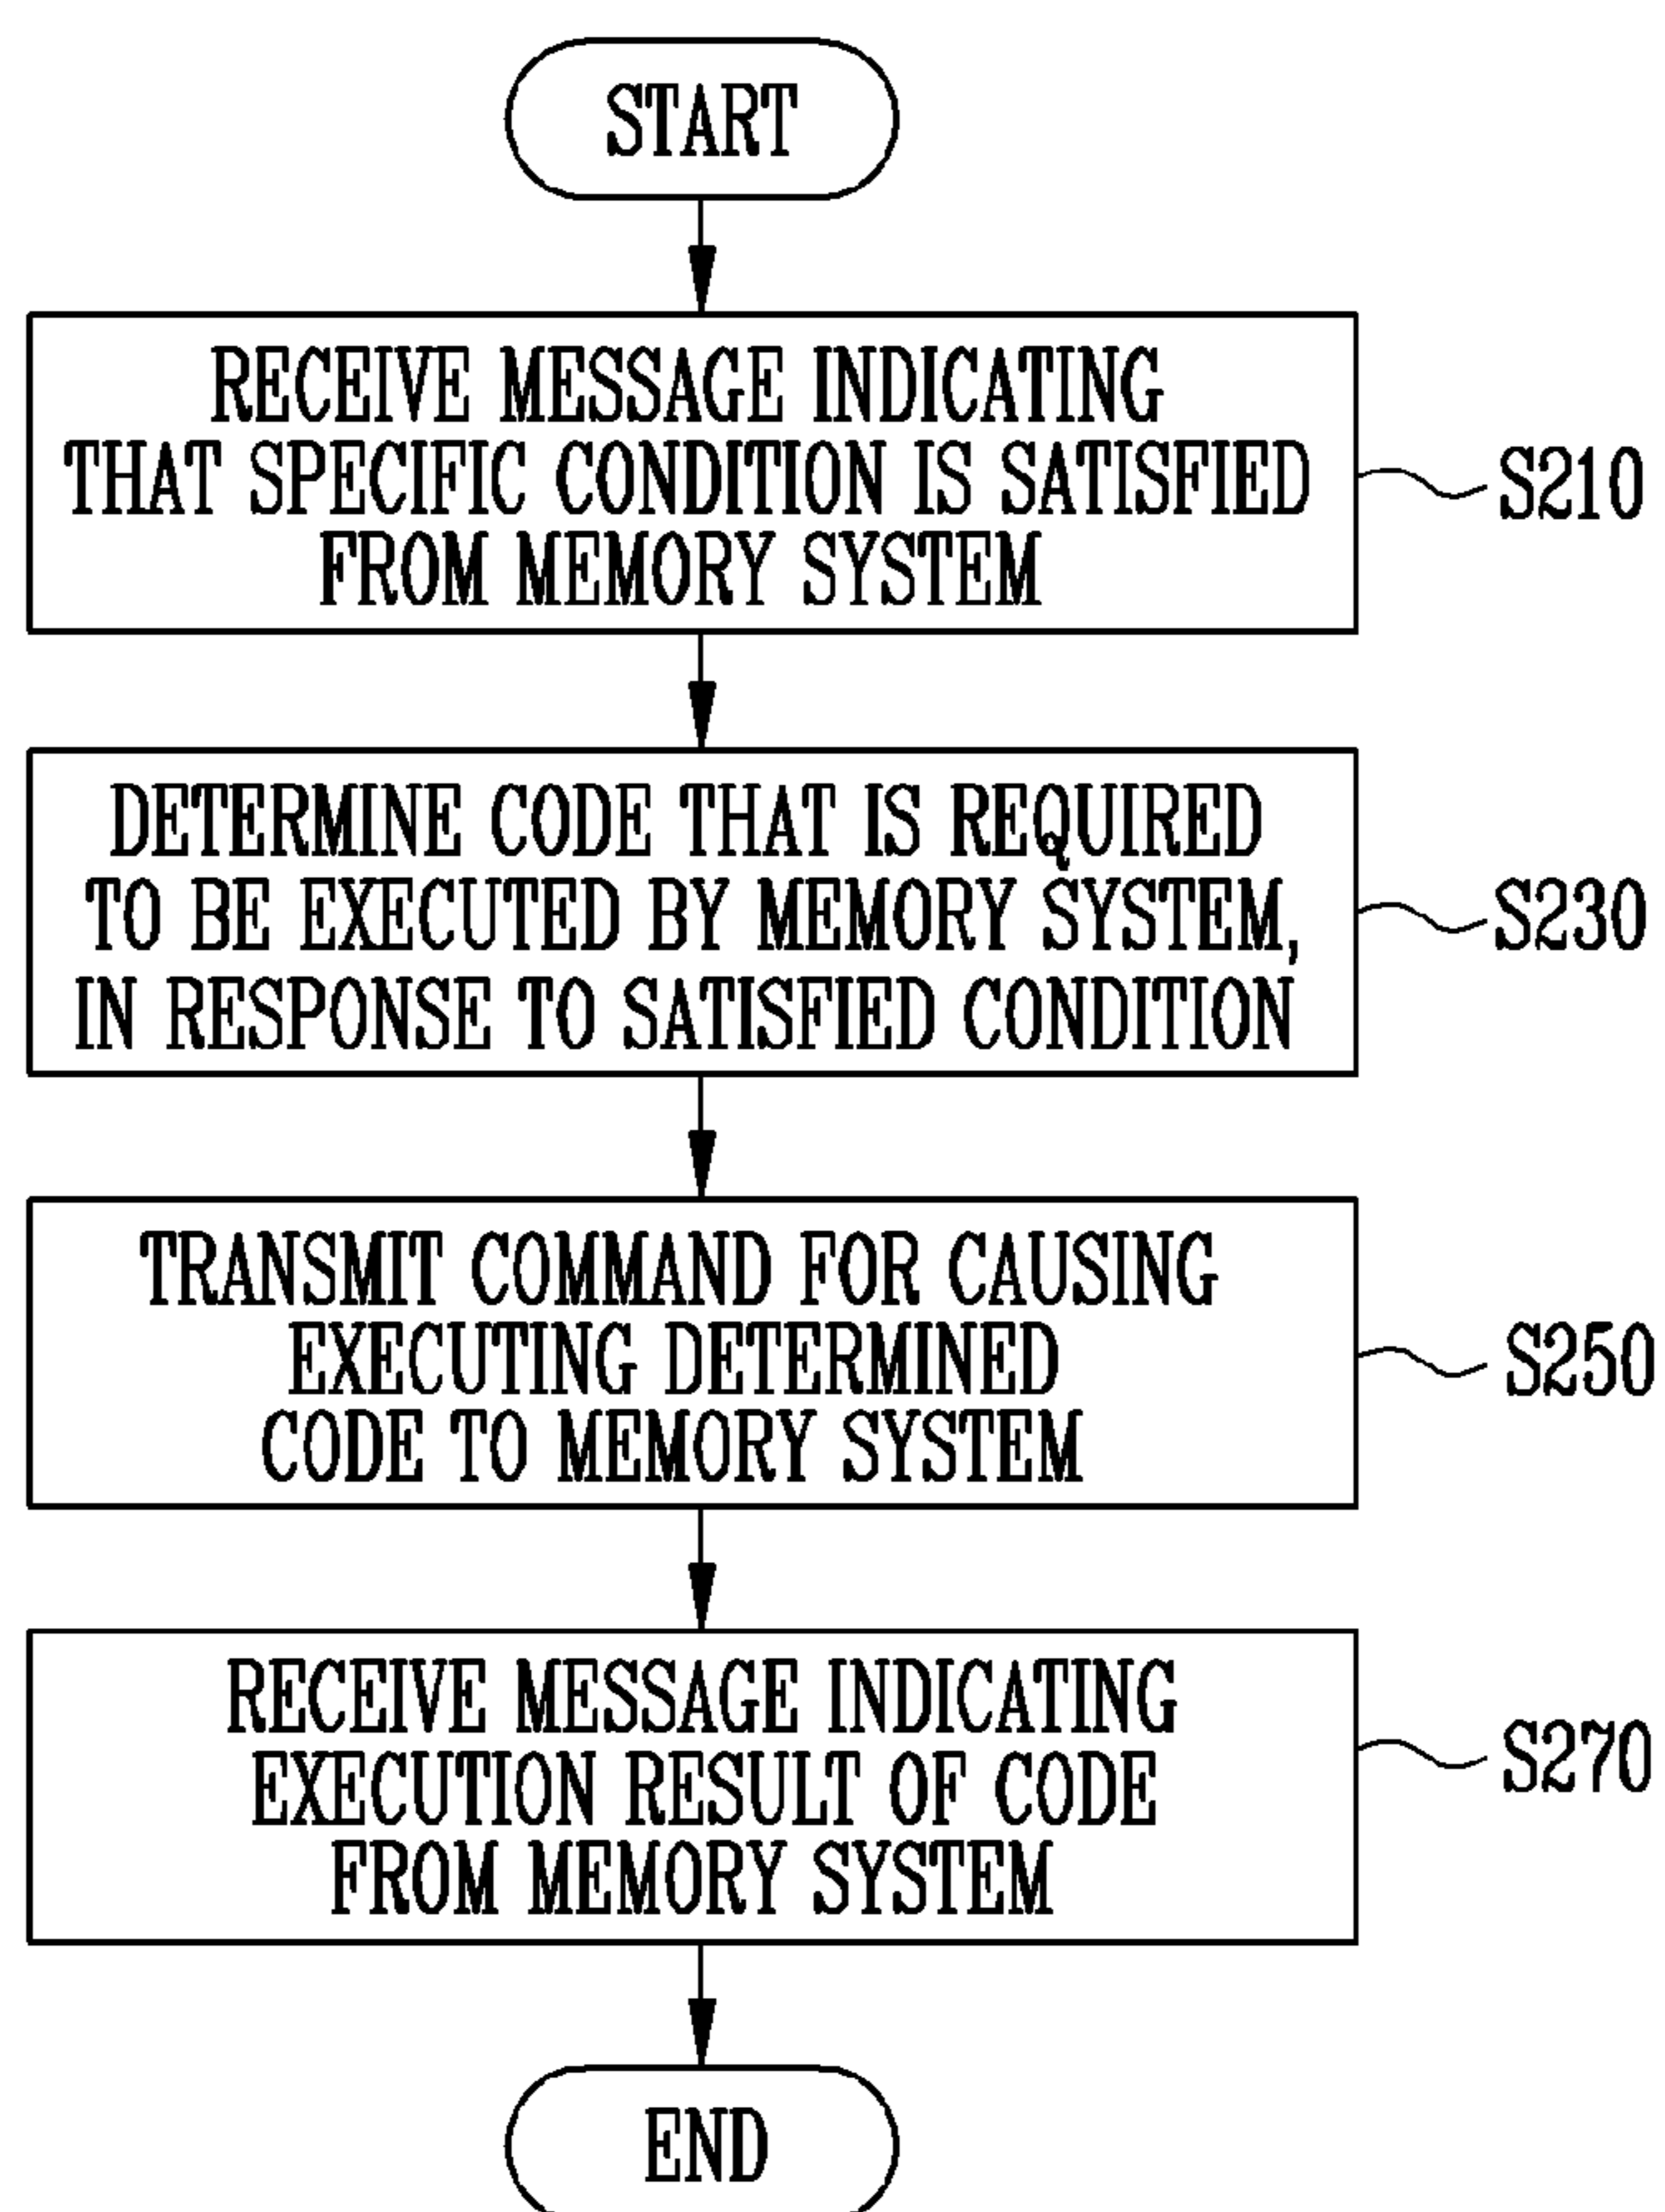 START
RECEIVE MESSAGE INDICATING
THAT SPECIFIC CONDITION IS SATISFIED
FROM MEMORY SYSTEM
S210
DETERMINE CODE THAT IS REQUIRED
TO BE EXECUTED BY MEMORY SYSTEM,
IN RESPONSE TO SATISFIED CONDITION
S230
TRANSMIT COMMAND FOR CAUSING
EXECUTING DETERMINED
CODE TO MEMORY SYSTEM
S250
RECEIVE MESSAGE INDICATING
EXECUTION RESULT OF CODE
FROM MEMORY SYSTEM
S270
END